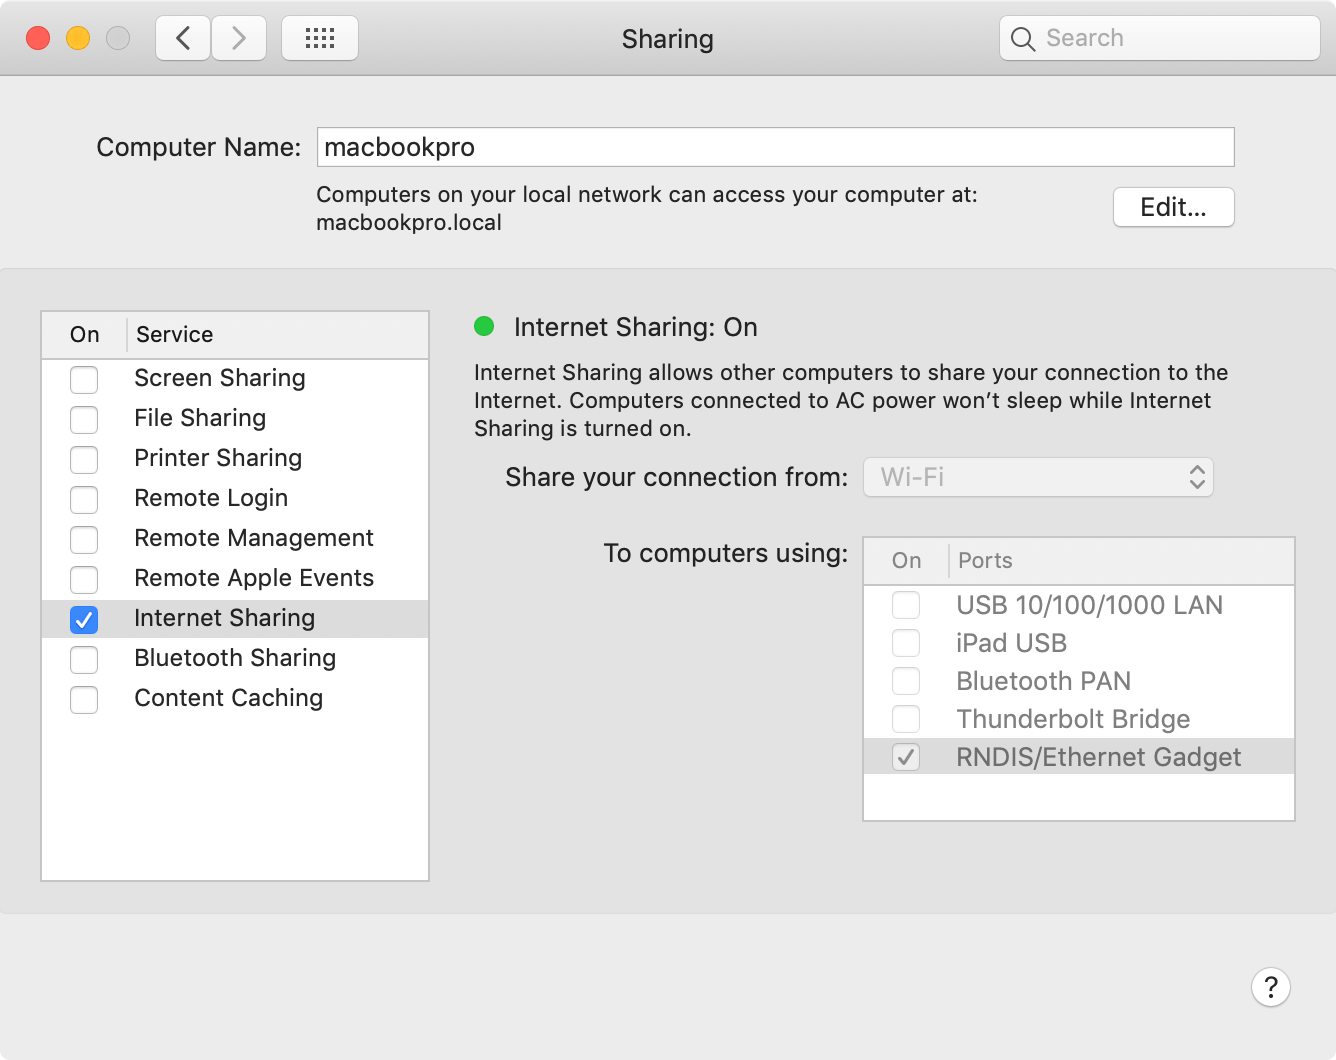 Sharing
Search
Computer Name: macbookpro
Computers on your local network can access your computer at:
macbookpro.local
Edit...
On Service
Screen Sharing
File Sharing
Printer Sharing
Remote Login
Remote Management
Remote Apple Events
Internet Sharing
Bluetooth Sharing
Content Caching
Internet Sharing: On
Internet Sharing allows other computers to share your connection to the
Internet. Computers connected to AC power won't sleep while Internet
Sharing is turned on.
Share your connection from: Wi-Fi
To computers using:
On Ports
USB 10/100/1000 LAN
iPad USB
Bluetooth PAN
Thunderbolt Bridge
RNDIS/Ethernet Gadget
?